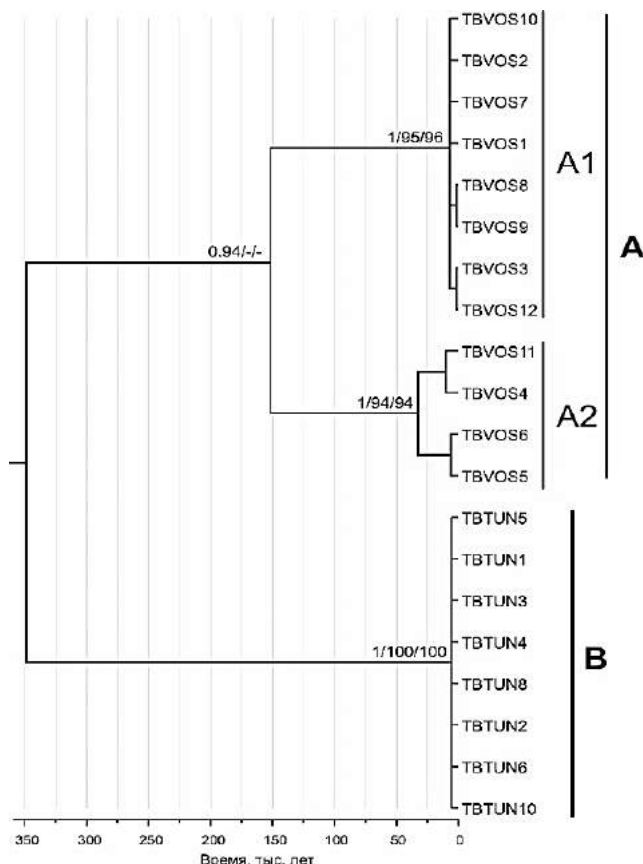 TBVOS10
TBVOS2
TBVOS7
1/95/96
TBVOS1
A1
TBVOS8
TBVOS9
0.94/-/-
A
TBVOS3
TBVOS12
TBVOS11
1/94/94
TBVOS4
A2
TBVOS6
TBVOS5
TBTUN5
TBTUN1
TBTUN3
1/100/100
TBTUN4
B
TBTUN8
TBTUN2
TBTUN6
TBTUN10
350 300 250 200 150 100 50 0
Время, тыс. лет